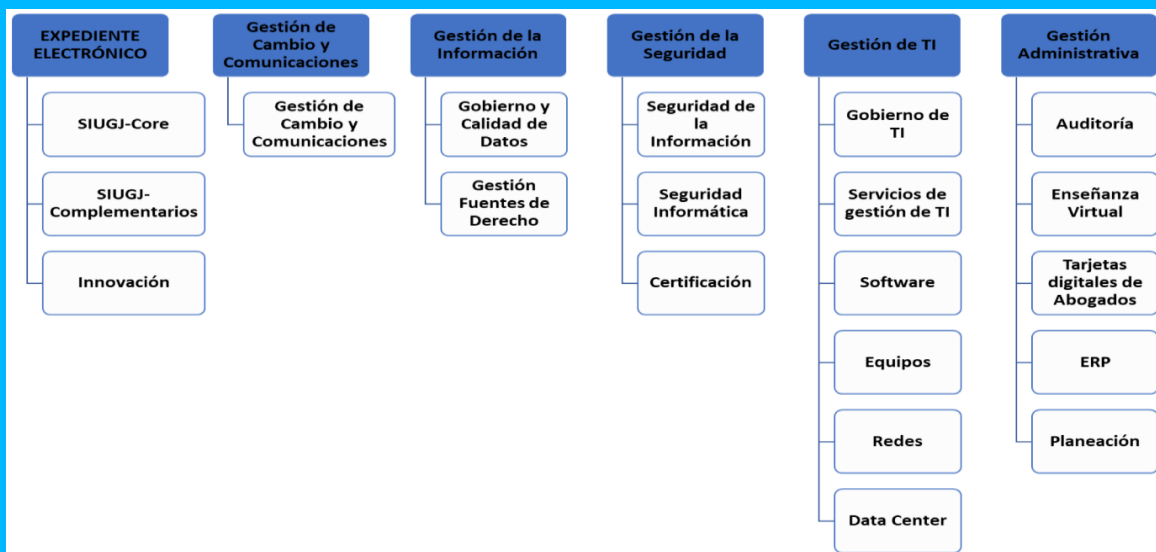 EXPEDIENTE
ELECTRÓNICO
SIUGJ-Core
SIUGJ-
Complementarios
Innovación
Gestión de
Cambio y
Comunicaciones
Gestión de
Cambio y
Comunicaciones
Gestión de la
Información
Gobierno y
Calidad de
Datos
Gestión
Fuentes de
Derecho
Gestión de la
Seguridad
Seguridad de
la
Información
Seguridad
Informática
Certificación
Gestión de TI
Gobierno de
TI
Servicios de
gestión de TI
Software
Equipos
Redes
Data Center
Gestión
Administrativa
Auditoría
Enseñanza
Virtual
Tarjetas
digitales de
Abogados
ERP
Planeación